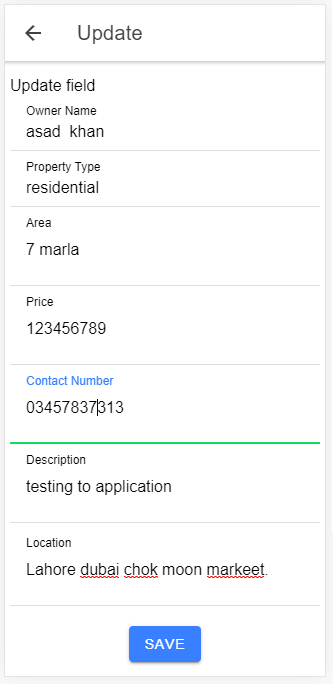 Update
Update field
Owner Name
asad khan
Property Type
residential
Area
7 marla
Price
123456789
Contact Number
03457837313
Description
testing to application
Location
Lahore dubai chok moon markeet.
SAVE